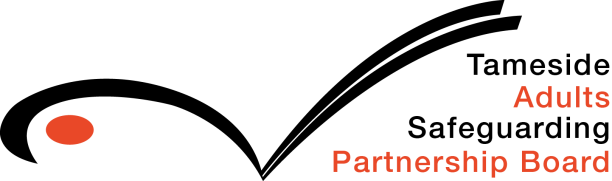 Tameside
Adults
Safeguarding
Partnership Board